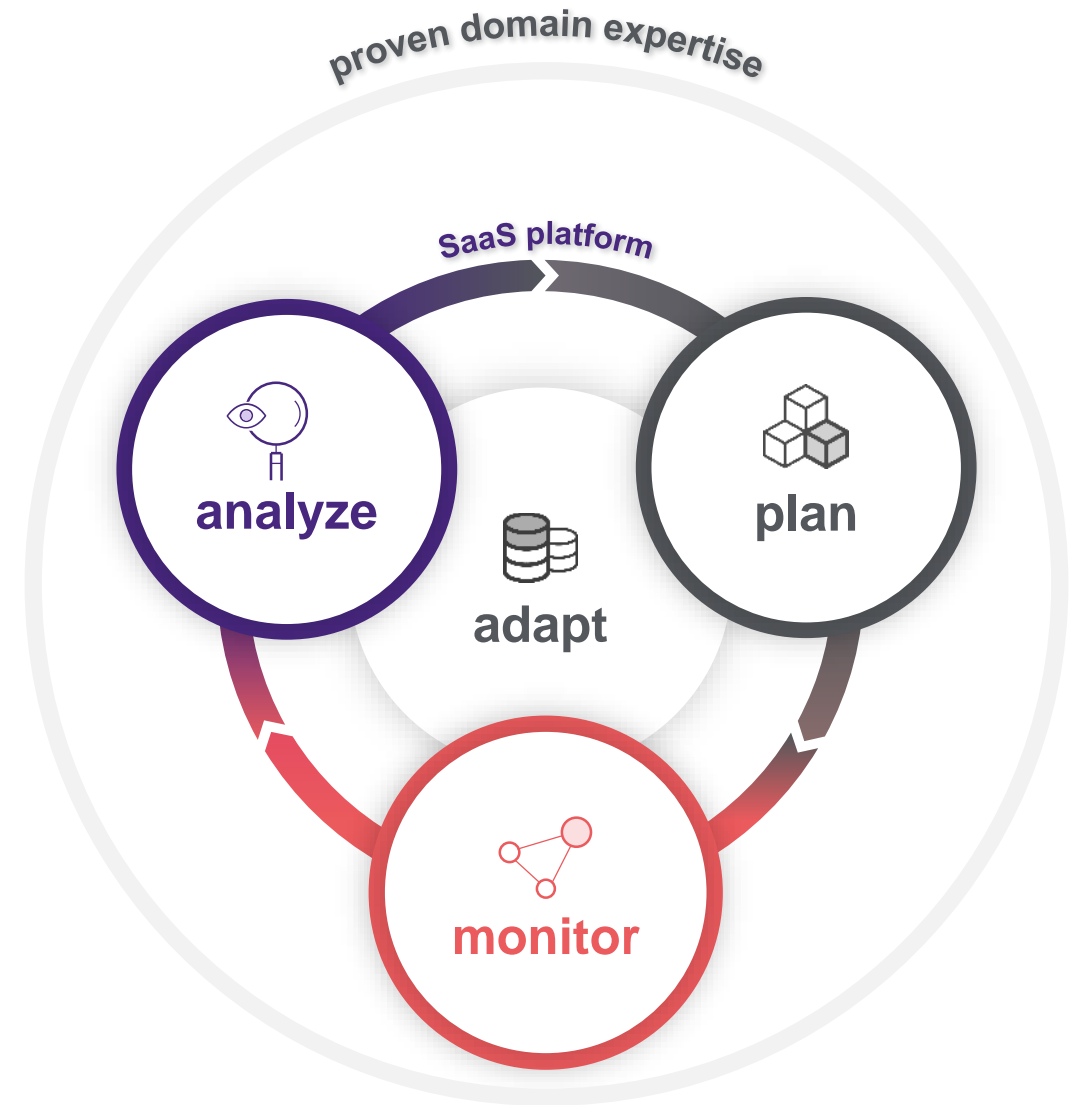 proven domain expertise
SaaS platform
analyze
plan
adapt
monitor